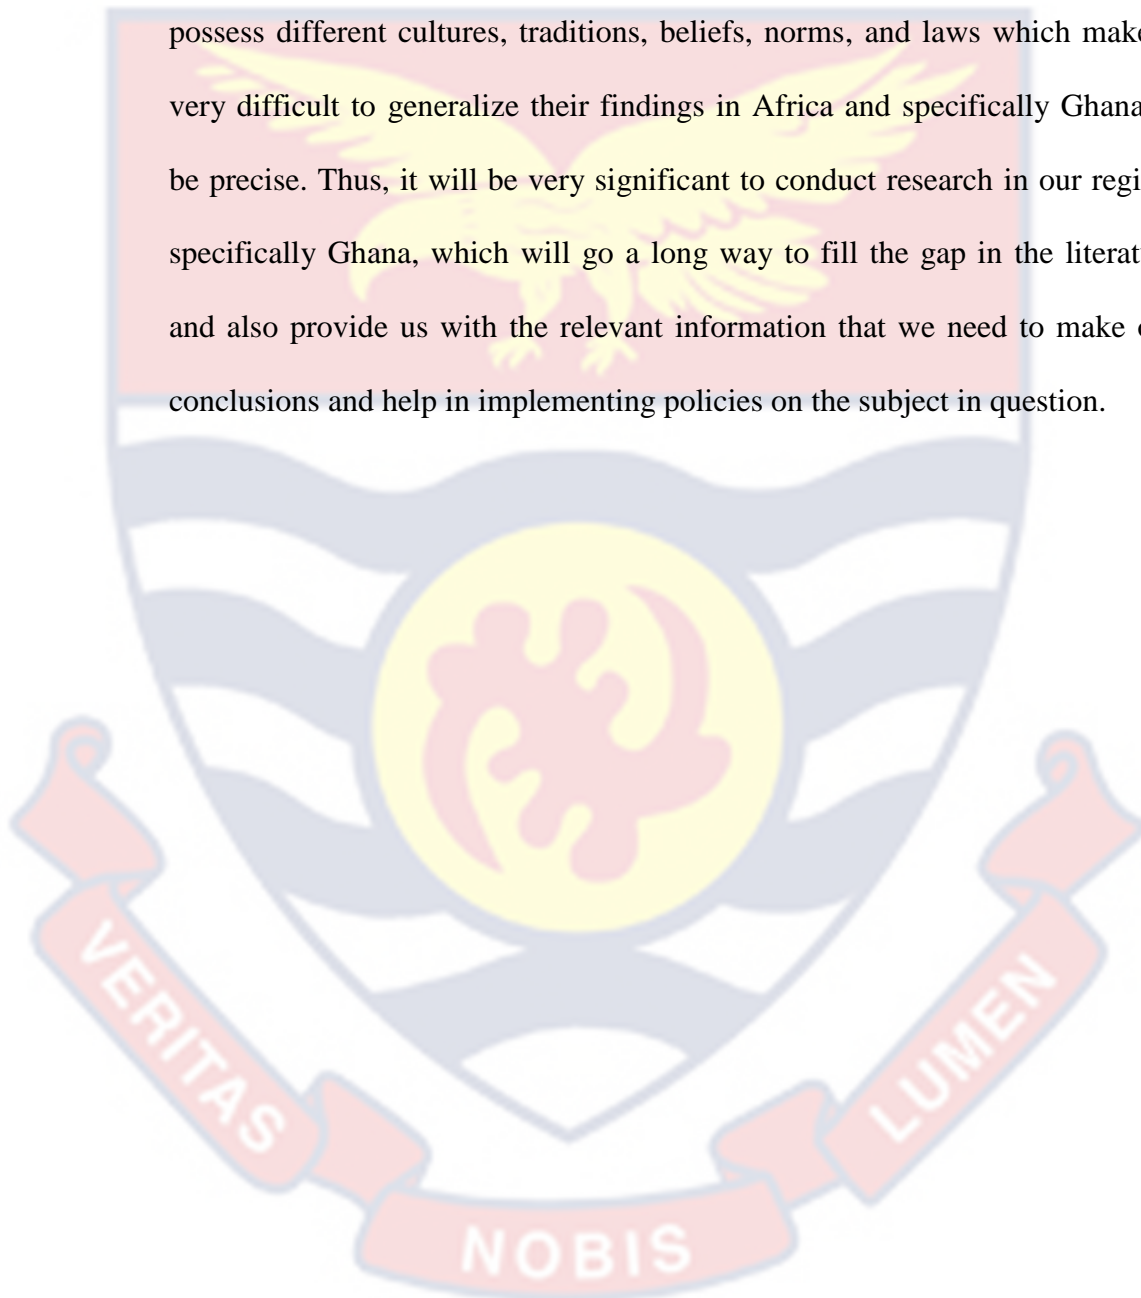 possess different cultures, traditions, beliefs, norms, and laws which make
very difficult to generalize their findings in Africa and specifically Ghana
be precise. Thus, it will be very significant to conduct research in our regi
specifically Ghana, which will go a long way to fill the gap in the literat
and also provide us with the relevant information that we need to make
conclusions and help in implementing policies on the subject in question.
VERITAS
NOBIS
LUMEN